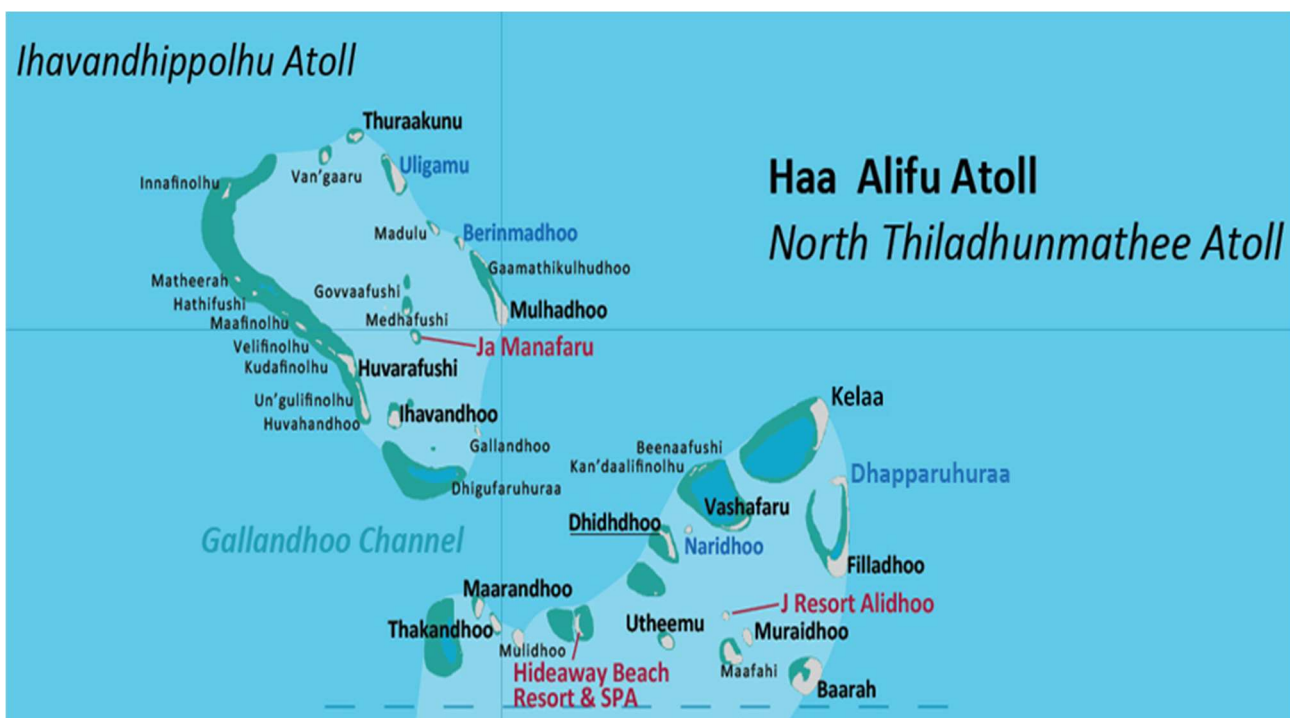 Ihavandhippolhu Atoll
Thuraakunu
Haa Alifu Atoll
Uligamu
Van'gaaru
Innafinolhu
North Thiladhunmathee Atoll
Madulu
Berinmadhoo
Gaamathikulhudhoo
Matheerah
Govvaafushi
Hathifushi
Mulhadhoo
Medhafushi
Maafinolhu
Velifinolhu
Ja Manafaru
Kudafinolhu
Huvarafushi
Kelaa
Un'gulifinolhu
Ihavandhoo
Huvahandhoo
Gallandhoo
Beenaafushi
Kan'daalifinolhu
Dhapparuhuraa
Dhigufaruhuraa
Vashafaru
Dhidhdhoo
Gallandhoo Channel
Naridhoo
Filladhoo
Maarandhoo
J Resort Alidhoo
Thakandhoo
Utheemu
Muraidhoo
Mulidhoo
Maafahi
Hideaway Beach
Resort & SPA
Baarah